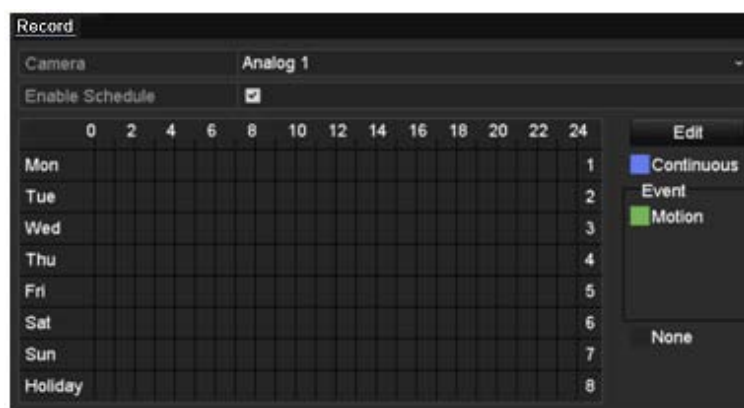 Record
Camera Analog 1
Enable Schedule
0 2 4 6 8 10 12 14 16 18 20 22 24 Edit
Mon 1 Continuous
Tue 2 Event
Wed 3 Motion
Thu 4
Fri 5
Sat 6
Sun 7 None
Holiday 8